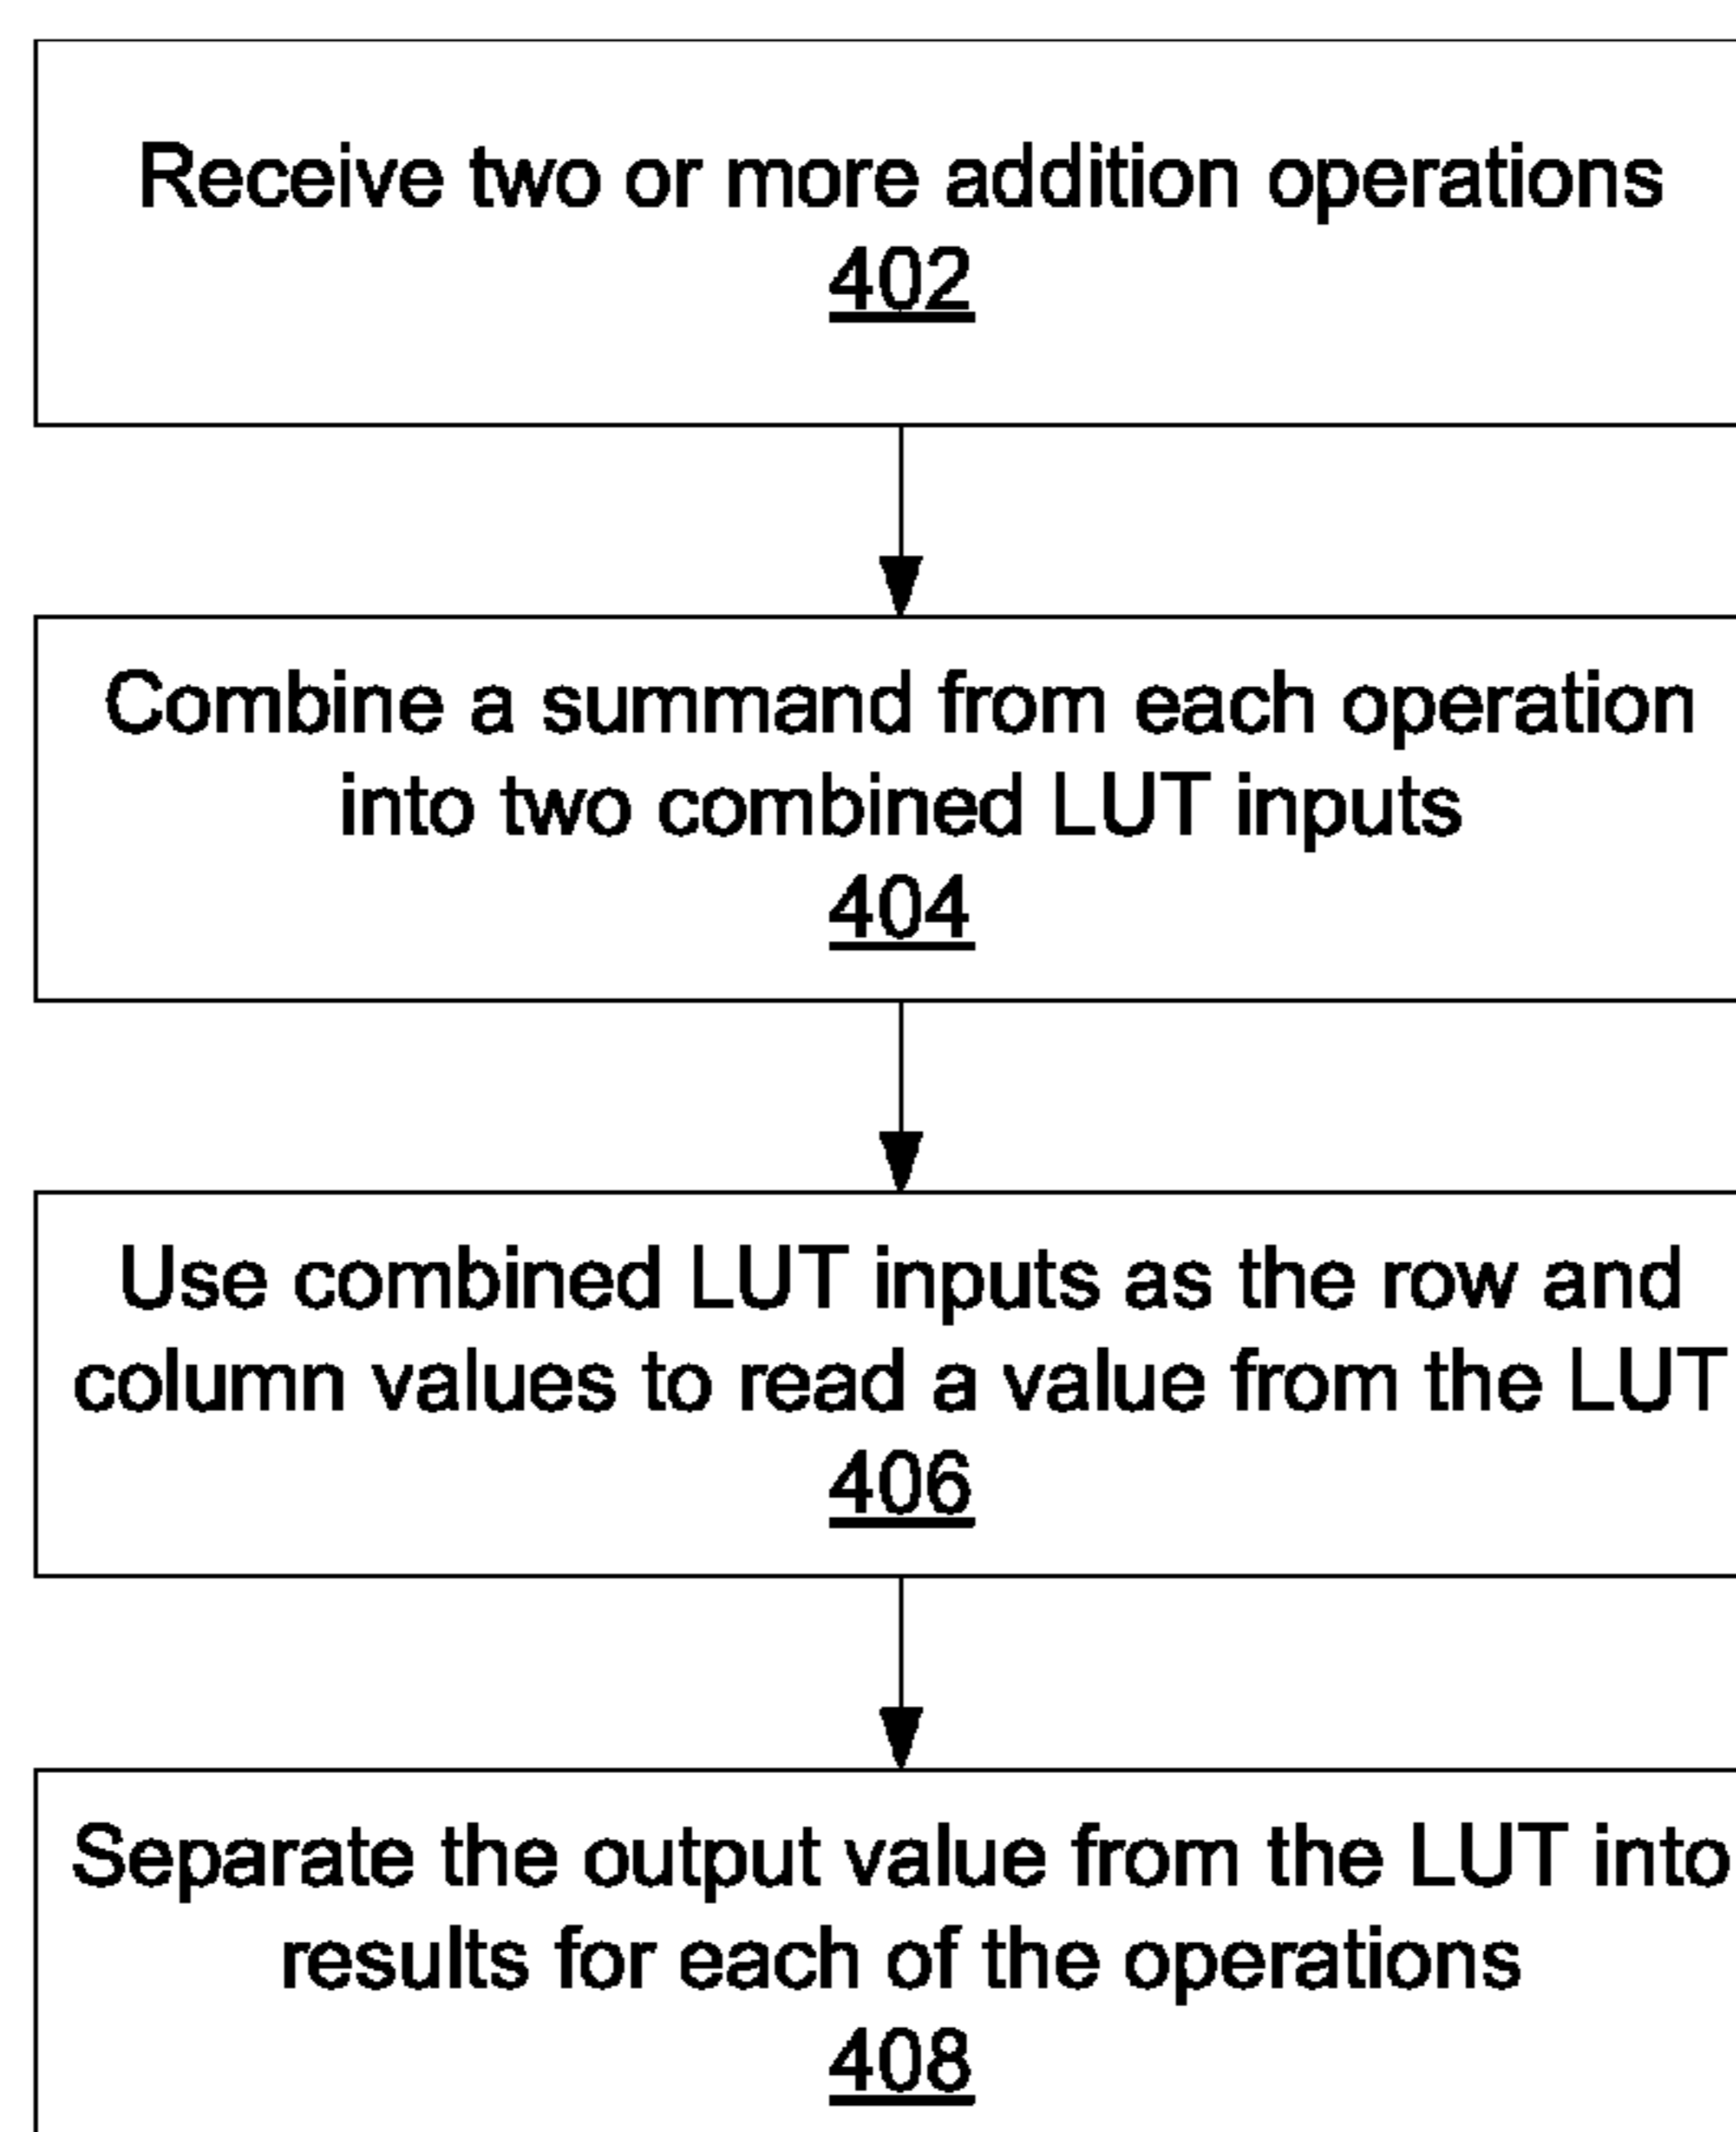 Receive two or more addition operations
402
Combine a summand from each operation
into two combined LUT inputs
404
Use combined LUT inputs as the row and
column values to read a value from the LUT
406
Separate the output value from the LUT into
results for each of the operations
408